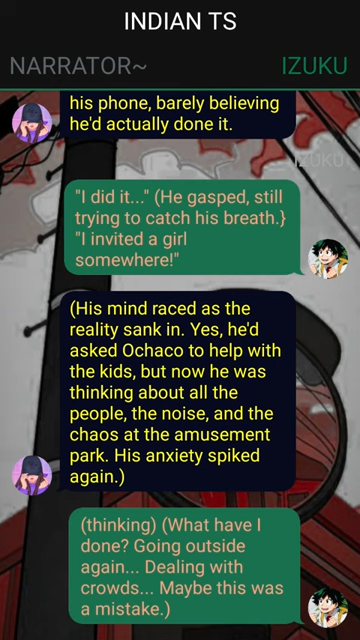 INDIAN TS
NARRATOR~
IZUKU
his phone, barely believing
he'd actually done it.
IZUKU
"I did it..." (He gasped, still
trying to catch his breath.}
"I invited a girl
somewhere!"
(His mind raced as the
reality sank in. Yes, he'd
asked Ochaco to help with
the kids, but now he was
thinking about all the
people, the noise, and the
chaos at the amusement
park. His anxiety spiked
again.)
(thinking) (What have I
done? Going outside
again... Dealing with
crowds... Maybe this was
a mistake.)